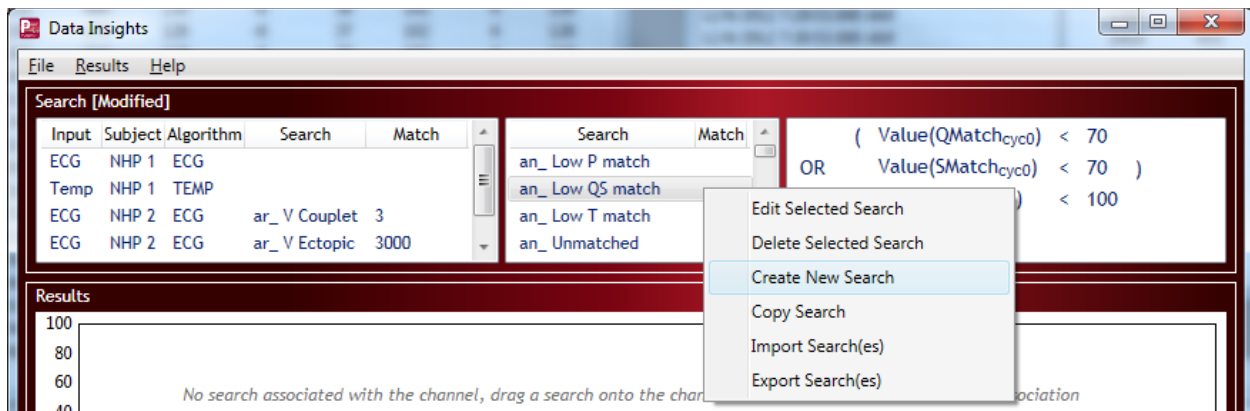 Data Insights
File Results Help
Search [Modified]
Input Subject Algorithm Search Match
ECG NHP 1 ECG
Temp NHP 1 TEMP
ECG NHP 2 ECG ar_ V Couplet 3
ECG NHP 2 ECG ar_ V Ectopic 3000
Search Match
an_ Low P match
an_ Low QS match
an_ Low T match
an_ Unmatched
( Value(QMatchcyc0) < 70
OR Value(SMatchcyc0) < 70 )
) < 100
Edit Selected Search
Delete Selected Search
Create New Search
Copy Search
Import Search(es)
Export Search(es)
Results
100
80
60
40
No search associated with the channel, drag a search onto the char
ociation